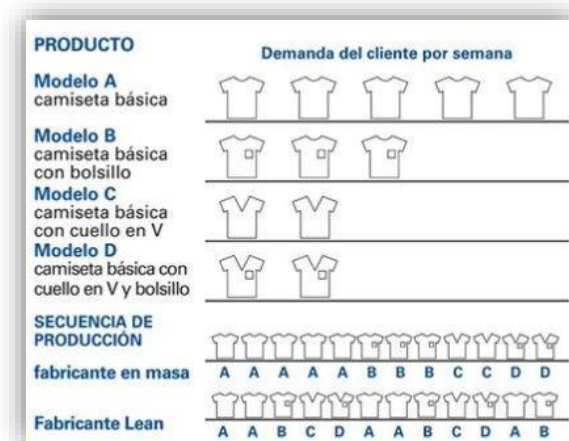 PRODUCTO
Demanda del cliente por semana
Modelo A
camiseta básica
Modelo B
camiseta básica
con bolsillo
Modelo C
camiseta básica
con cuello en V
Modelo D
camiseta básica con
cuello en V y bolsillo
SECUENCIA DE
PRODUCCIÓN
fabricante en masa A A A A A B B B C C D D
Fabricante Lean A A B C D A A B C D A B